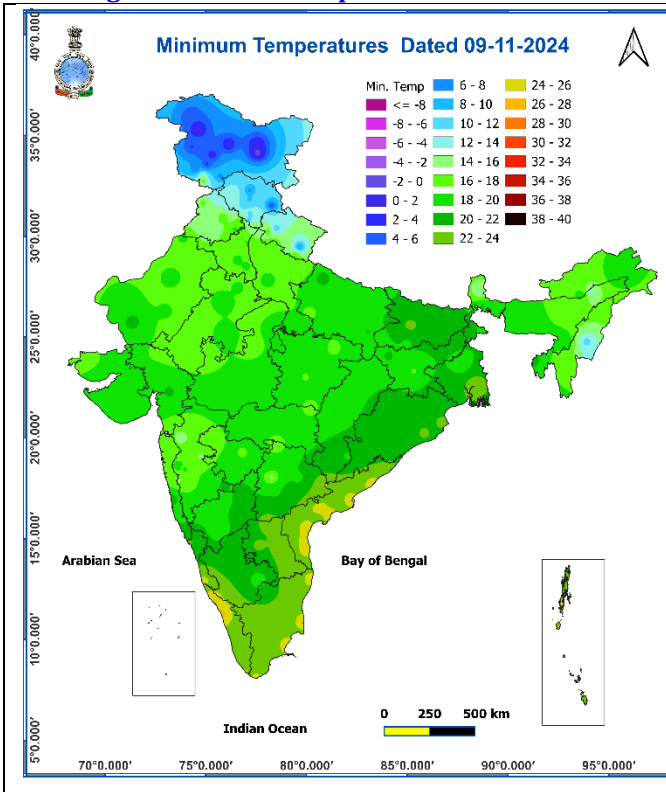 Minimum Temperatures Dated 09-11-2024
Min. Temp
<= -8
-8 - -6
-6 - -4
-4 - -2
-2 - 0
0 - 2
2 - 4
4 - 6
6 - 8
8 - 10
10 - 12
12 - 14
14 - 16
16 - 18
18 - 20
20 - 22
22 - 24
24 - 26
26 - 28
28 - 30
30 - 32
32 - 34
34 - 36
36 - 38
38 - 40
40°0.000'
35°0.000'
30°0.000'
25°0.000'
20°0.000'
15°0.000'
10°0.000'
5°0.000'
Arabian Sea
Bay of Bengal
Indian Ocean
0 250 500 km
70°0.000' 75°0.000' 80°0.000' 85°0.000' 90°0.000' 95°0.000'